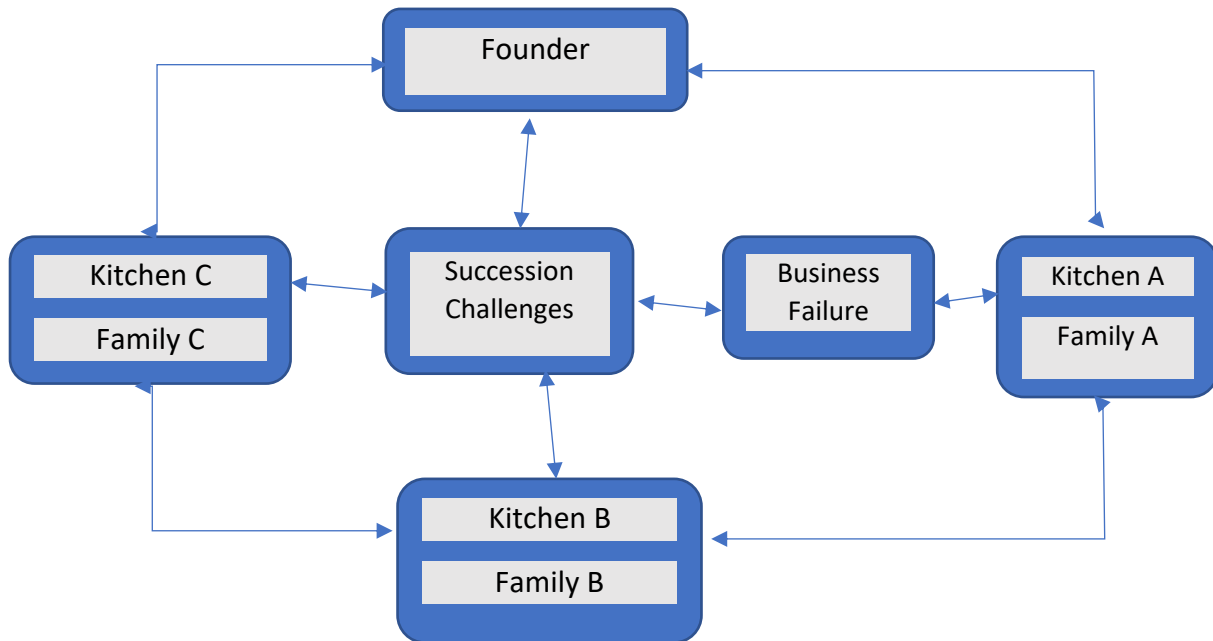 Founder
Kitchen C
Family C
Succession
Challenges
Business
Failure
Kitchen A
Family A
Kitchen B
Family B